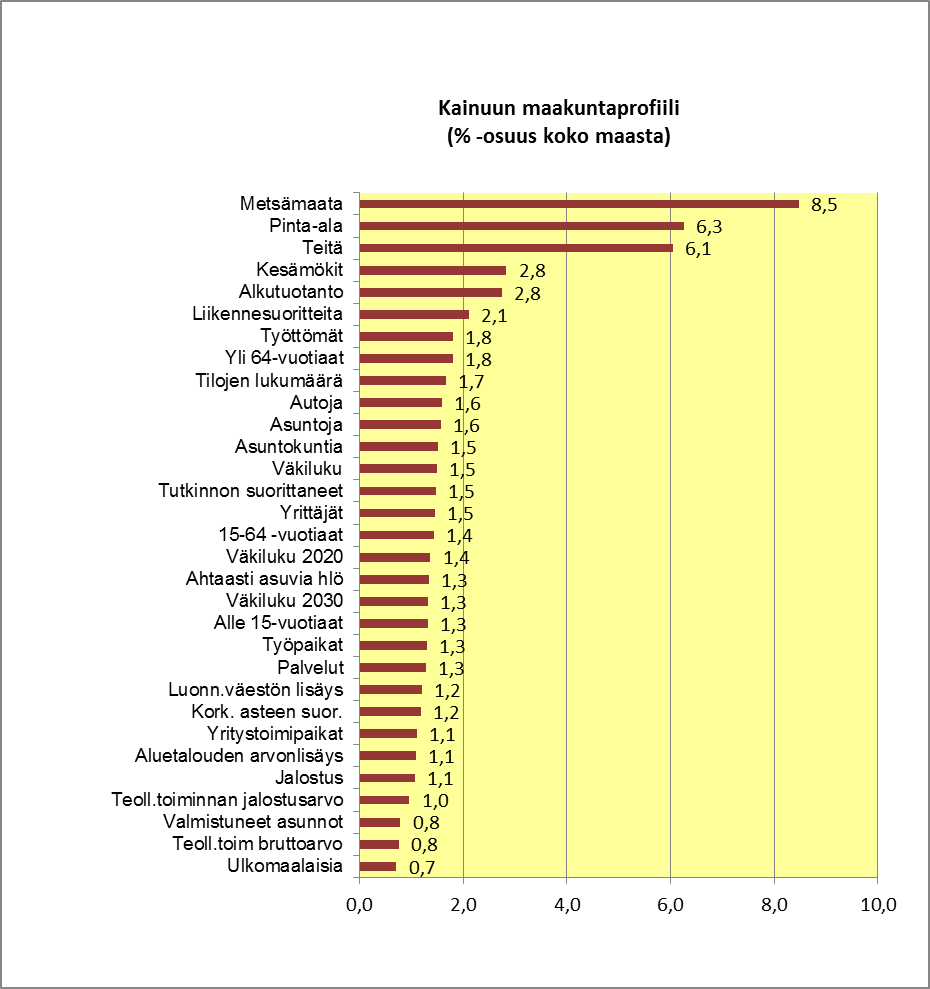 Kainuun maakuntaprofiili
(% -osuus koko maasta)
Metsämaata 8,5
Pinta-ala 6,3
Teitä 6,1
Kesämökit 2,8
Alkutuotanto 2,8
Liikennesuoritteita 2,1
Työttömät 1,8
Yli 64-vuotiaat 1,8
Tilojen lukumäärä 1,7
Autoja 1,6
Asuntoja 1,6
Asuntokuntia 1,5
Väkiluku 1,5
Tutkinnon suorittaneet 1,5
Yrittäjät 1,5
15-64 -vuotiaat 1,4
Väkiluku 2020 1,4
Ahtaasti asuvia hlö 1,3
Väkiluku 2030 1,3
Alle 15-vuotiaat 1,3
Työpaikat 1,3
Palvelut 1,3
Luonn.väestön lisäys 1,2
Kork. asteen suor. 1,2
Yritystoimipaikat 1,1
Aluetalouden arvonlisäys 1,1
Jalostus 1,1
Teoll.toiminnan jalostusarvo 1,0
Valmistuneet asunnot 0,8
Teoll.toim bruttoarvo 0,8
Ulkomaalaisia 0,7
0,0 2,0 4,0 6,0 8,0 10,0